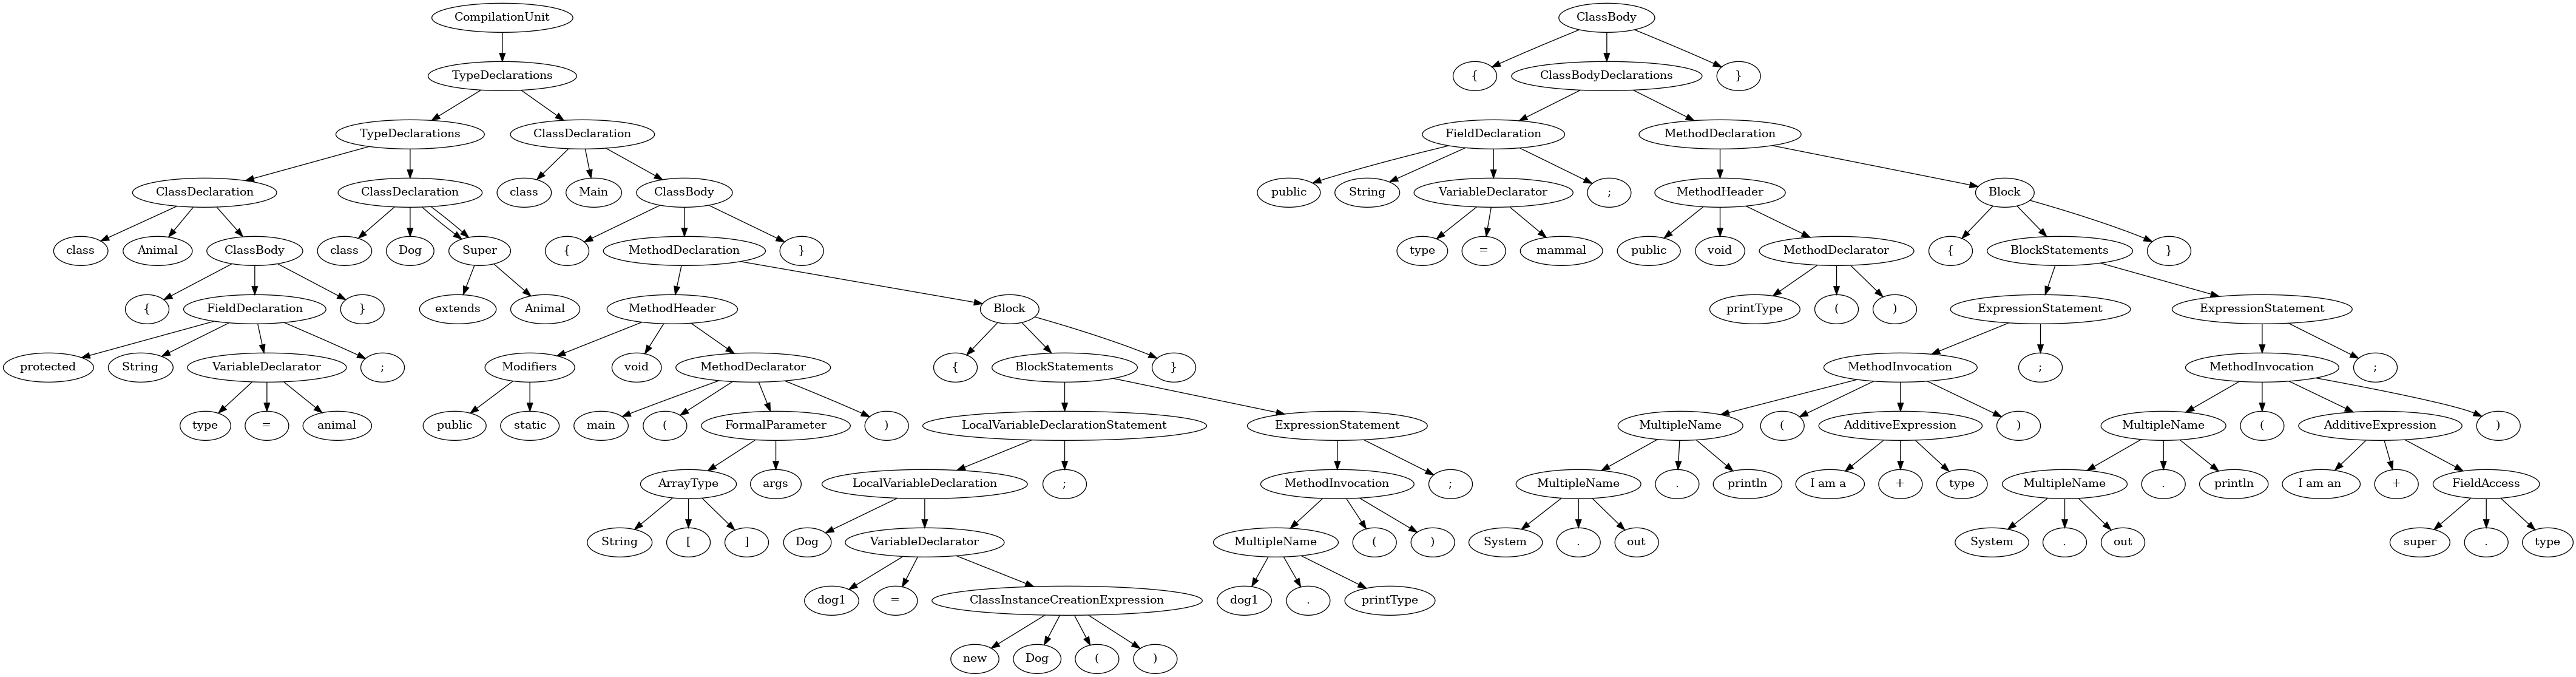 CompilationUnit ClassBody
TypeDeclarations { ClassBodyDeclarations }
TypeDeclarations ClassDeclaration FieldDeclaration MethodDeclaration
ClassDeclaration ClassDeclaration class Main ClassBody public String VariableDeclarator ; MethodHeader Block
class Animal ClassBody class Dog Super { MethodDeclaration } type = mammal public void MethodDeclarator { BlockStatements }
{ FieldDeclaration } extends Animal MethodHeader Block printType ( ) ExpressionStatement ExpressionStatement
protected String VariableDeclarator ; Modifiers void MethodDeclarator { BlockStatements } MethodInvocation ; MethodInvocation ;
type = animal public static main ( FormalParameter ) LocalVariableDeclarationStatement ExpressionStatement MultipleName ( AdditiveExpression ) MultipleName ( AdditiveExpression )
ArrayType args LocalVariableDeclaration ; MethodInvocation ; MultipleName . println I am a + type MultipleName . println I am an + FieldAccess
String [ ] Dog VariableDeclarator MultipleName ( ) System . out System . out super . type
dog1 = ClassInstanceCreationExpression dog1 . printType
new Dog ( )